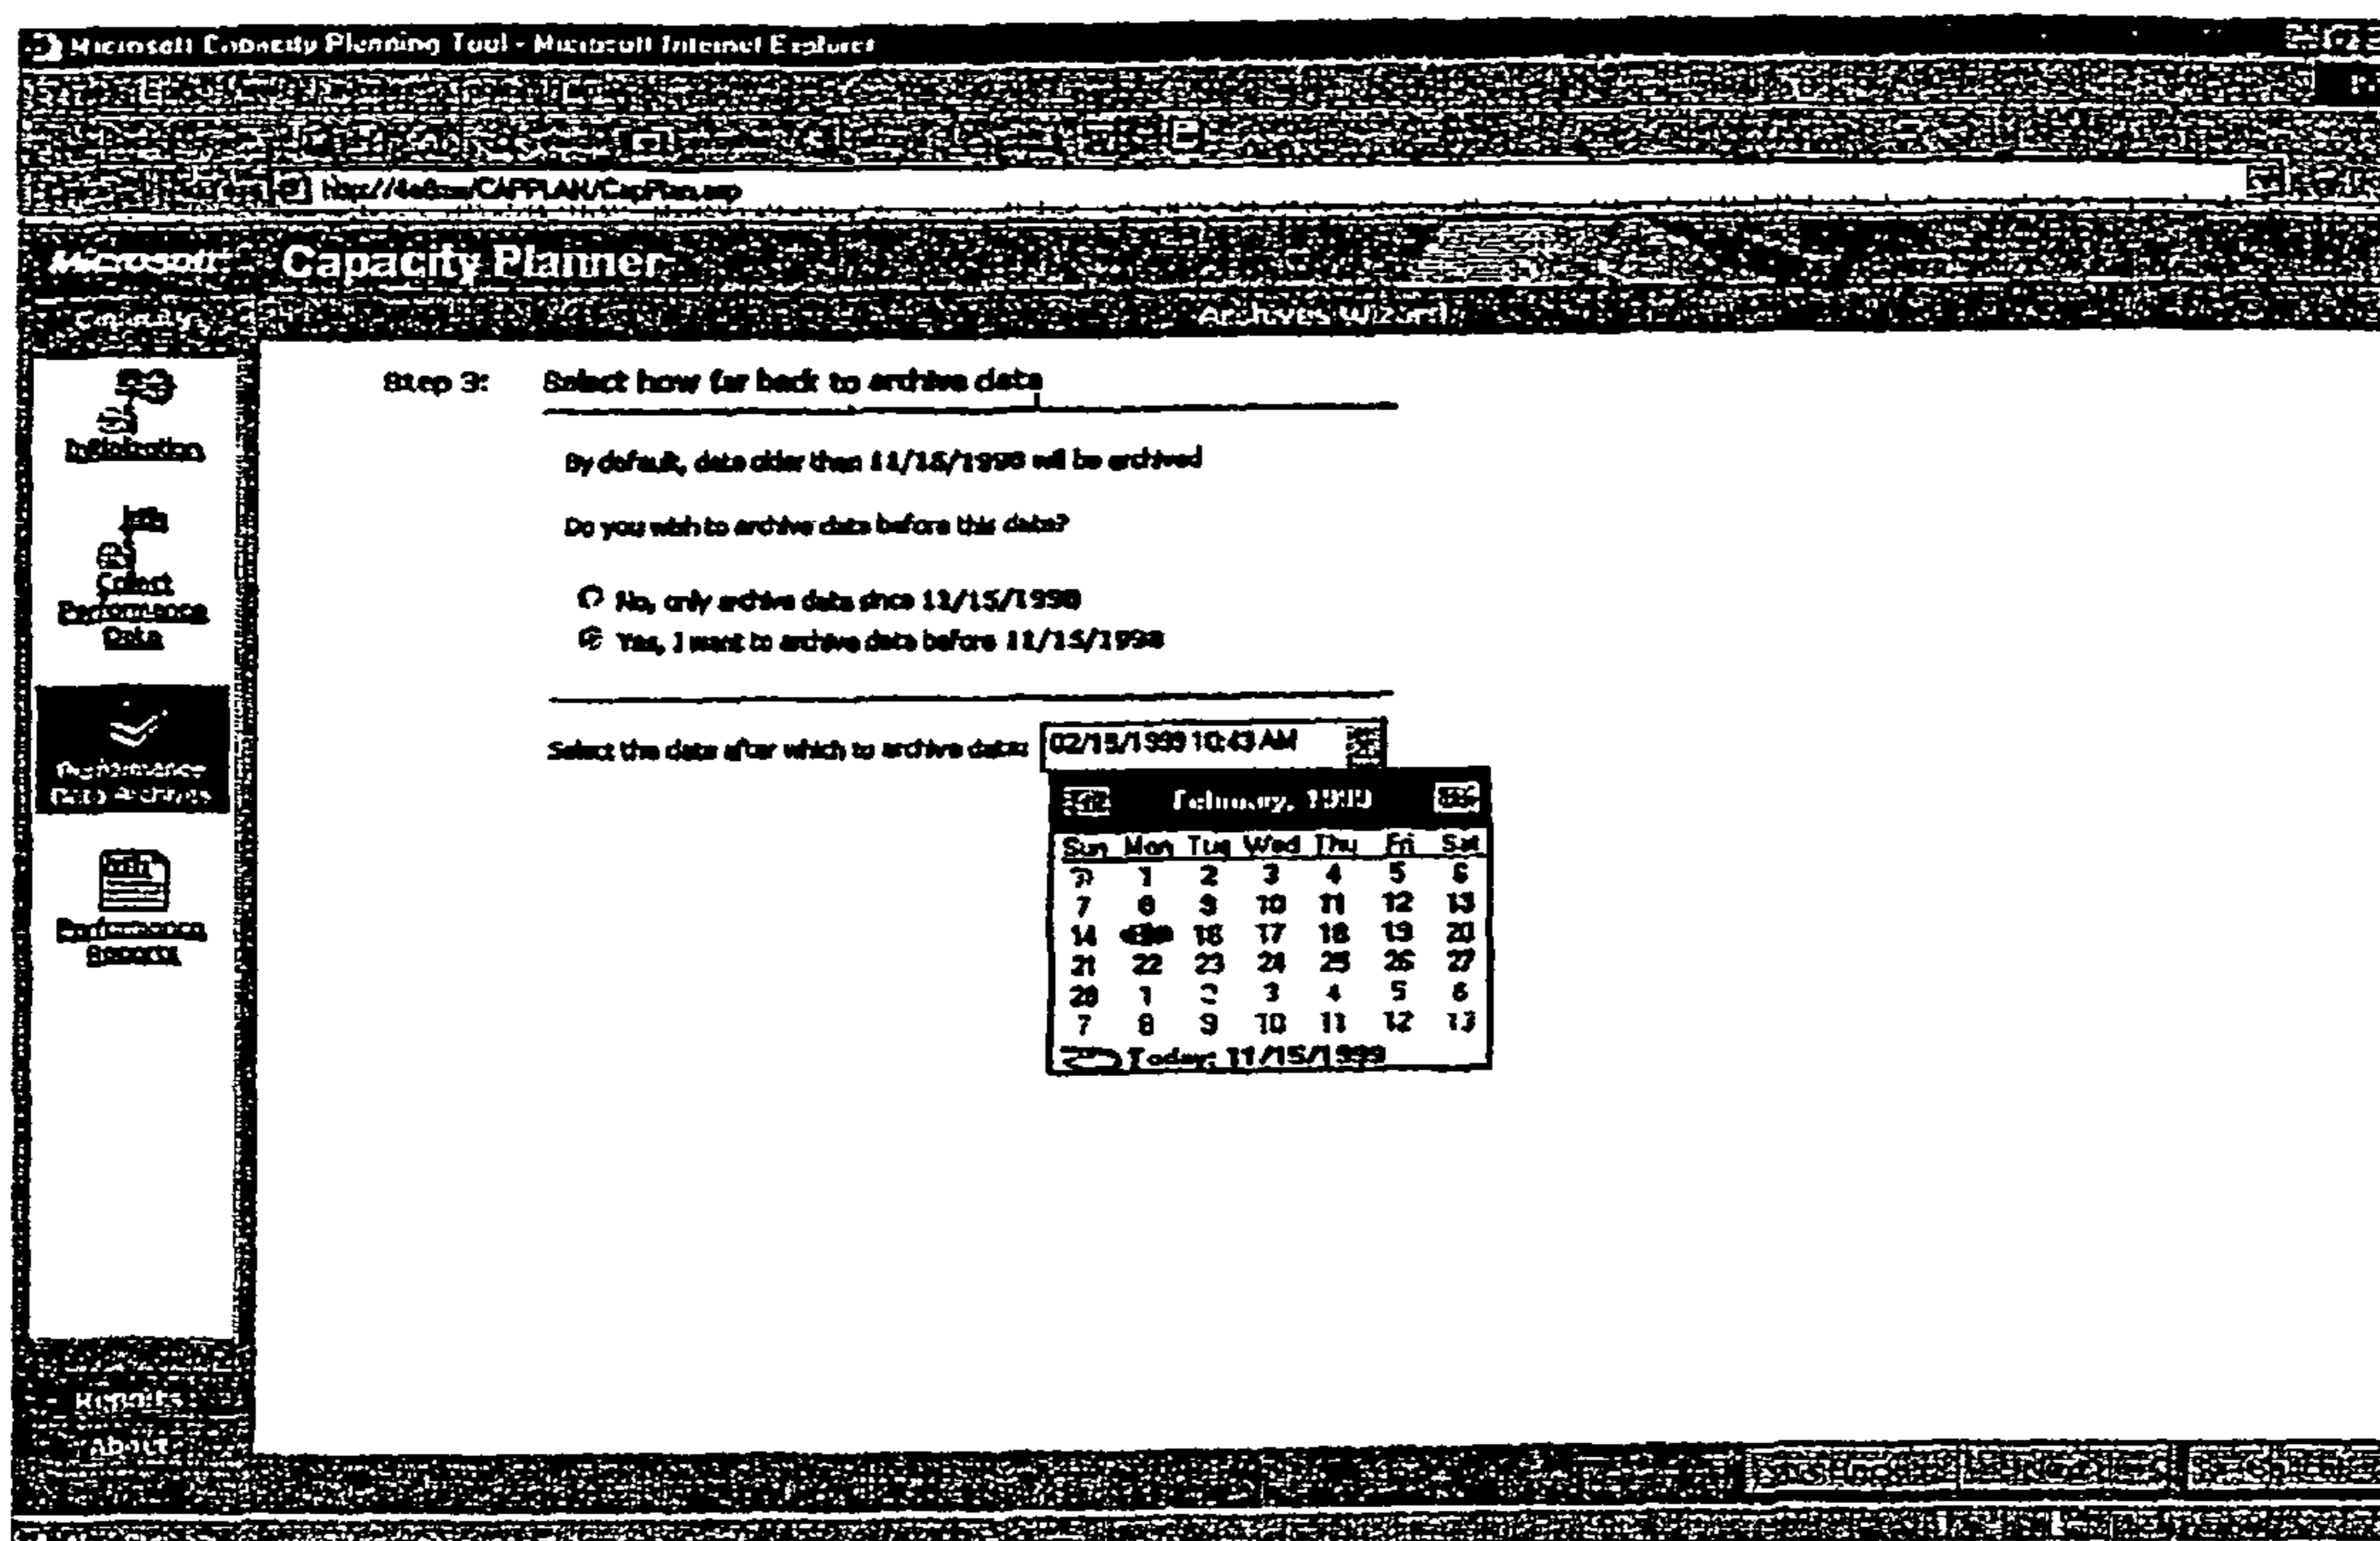 Microsoft Capacity Planning Tool - Microsoft Internet Explorer
CAPPLAN/CapPlan.asp
Microsoft Capacity Planner
Capacity
Archives Wizard
Initialization
Collect
Performance
Data
Performance
Data Archives
Performance
Reports
Reports
About
Step 3: Select how far back to archive data
By default, data older than 11/15/1998 will be archived
Do you wish to archive data before this date?
No, only archive data since 11/15/1998
Yes, I want to archive data before 11/15/1998
Select the date after which to archive data: 02/15/1999 10:43 AM
February, 1999
Sun Mon Tue Wed Thu Fri Sat
1 2 3 4 5 6
7 8 9 10 11 12 13
14 15 16 17 18 19 20
21 22 23 24 25 26 27
28 1 2 3 4 5 6
7 8 9 10 11 12 13
Today: 11/15/1999